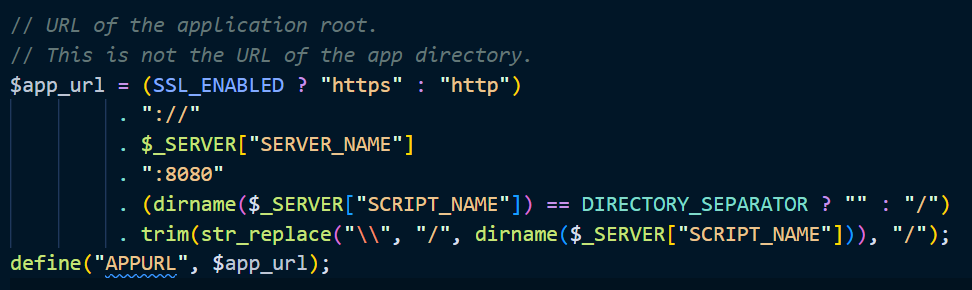 // URL of the application root.
// This is not the URL of the app directory.
$app_url = (SSL_ENABLED ? "https" : "http")
. "://"
. $_SERVER["SERVER_NAME"]
. ":8080"
. (dirname($_SERVER["SCRIPT_NAME"]) == DIRECTORY_SEPARATOR ? "" : "/")
. trim(str_replace("\\", "/", dirname($_SERVER["SCRIPT_NAME"])), "/");
define("APPURL", $app_url);